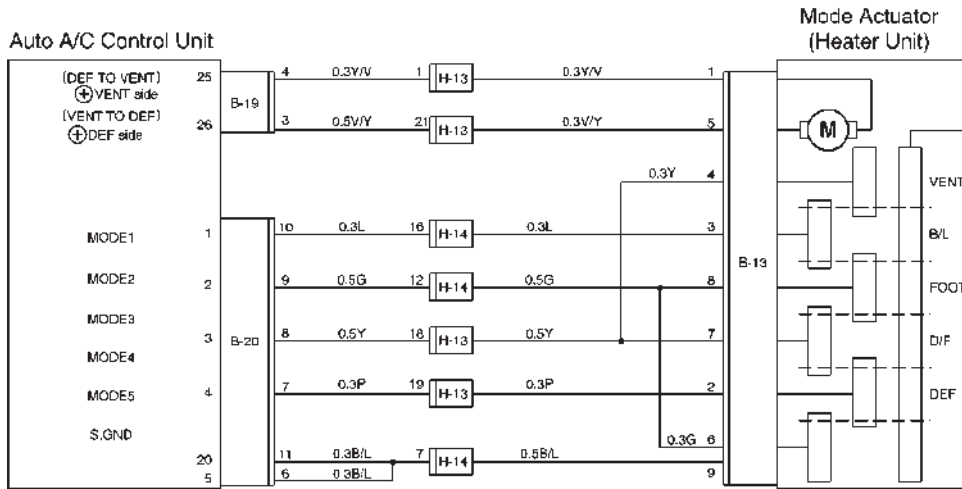 Mode Actuator
Auto A/C Control Unit
(Heater Unit)
(DEF TO VENT) 25 4 0.3Y/V 1 H-13 0.3Y/V 1
⊕VENT side
B-19
(VENT TO DEF) 26 3 0.5V/Y 21 H-13 0.3V/Y 5 M
⊕DEF side
0.3Y 4 VENT
MODE1 1 10 0.3L 16 H-14 0.3L 3 B/L
B-13
MODE2 2 9 0.5G 12 H-14 0.5G 8 FOOT
MODE3 3 B-20 8 0.5Y 18 H-13 0.5Y 7 D/F
MODE4
MODE5 4 7 0.3P 19 H-13 0.3P 2 DEF
S.GND
0.3G 6
20 11 0.3B/L 7 H-14 0.5B/L 9
5 6 0.3B/L